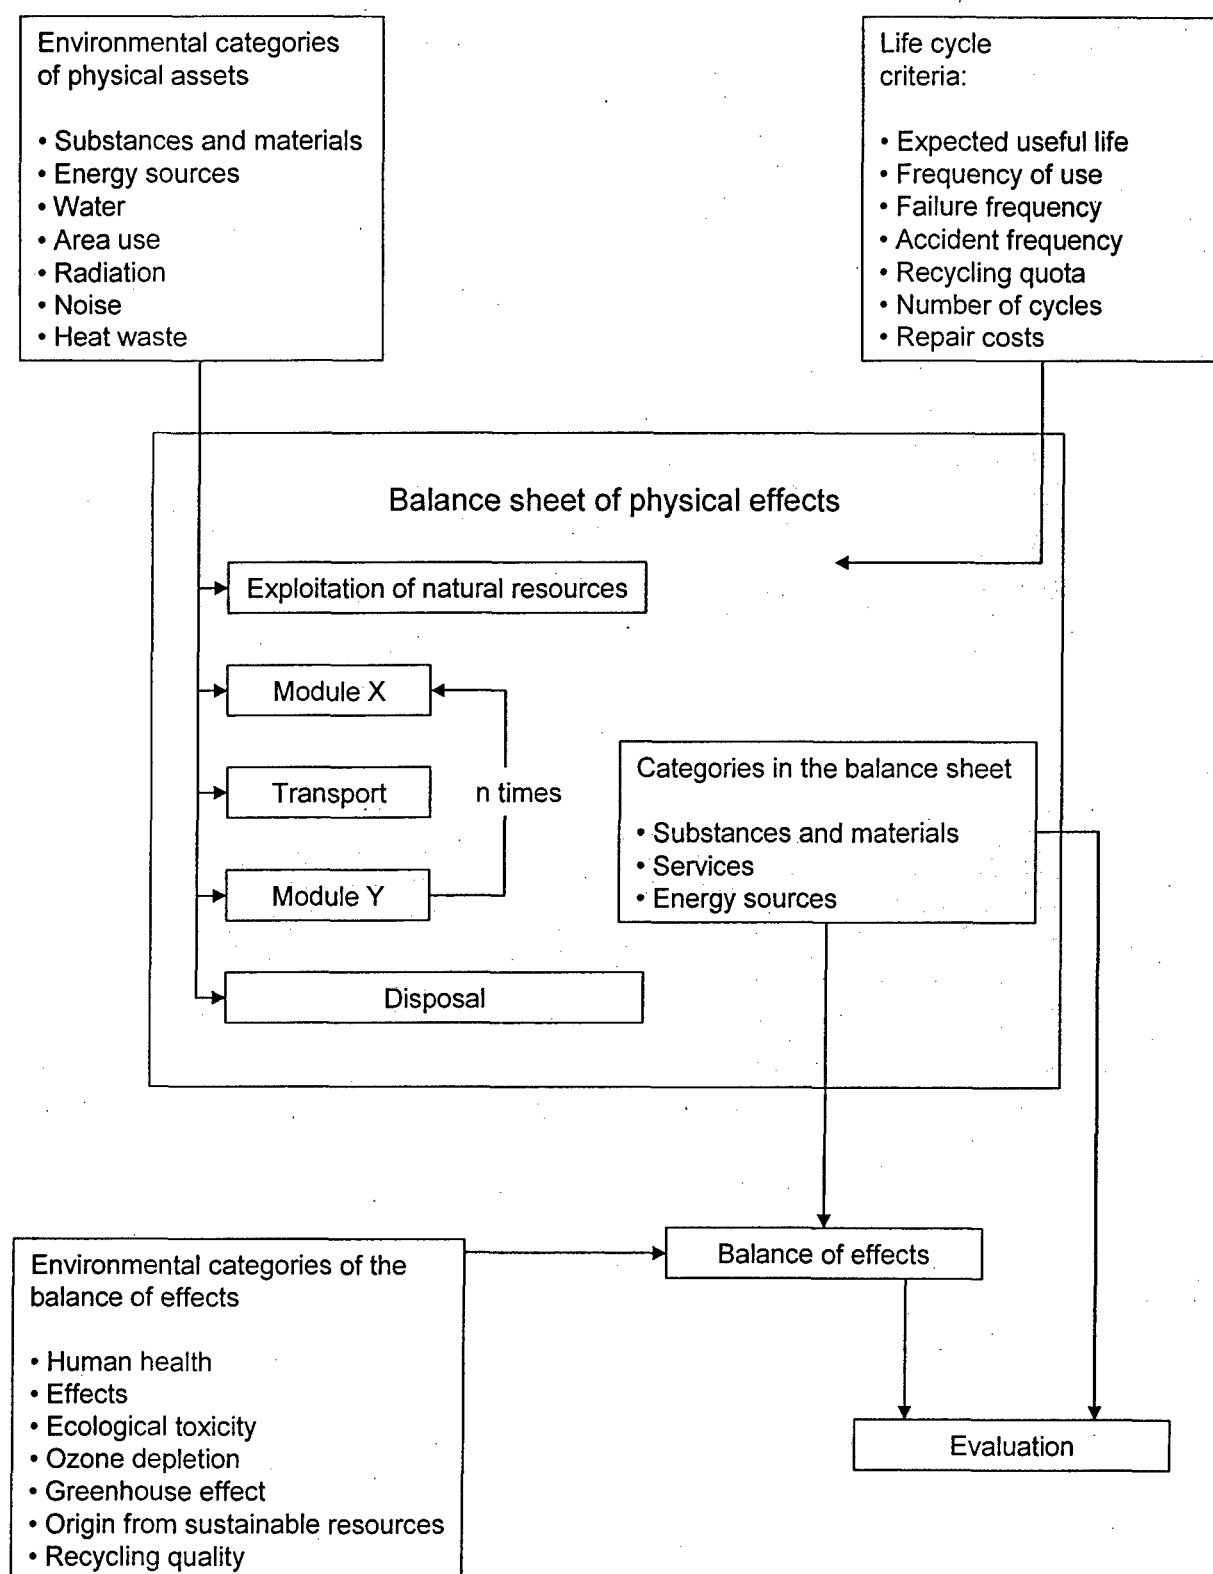 Environmental categories
of physical assets
• Substances and materials
• Energy sources
• Water
• Area use
• Radiation
• Noise
• Heat waste
Life cycle
criteria:
• Expected useful life
• Frequency of use
• Failure frequency
• Accident frequency
• Recycling quota
• Number of cycles
• Repair costs
Balance sheet of physical effects
Exploitation of natural resources
Module X
Transport
n times
Module Y
Disposal
Categories in the balance sheet
• Substances and materials
• Services
• Energy sources
Balance of effects
Environmental categories of the
balance of effects
• Human health
• Effects
• Ecological toxicity
• Ozone depletion
• Greenhouse effect
• Origin from sustainable resources
• Recycling quality
Evaluation